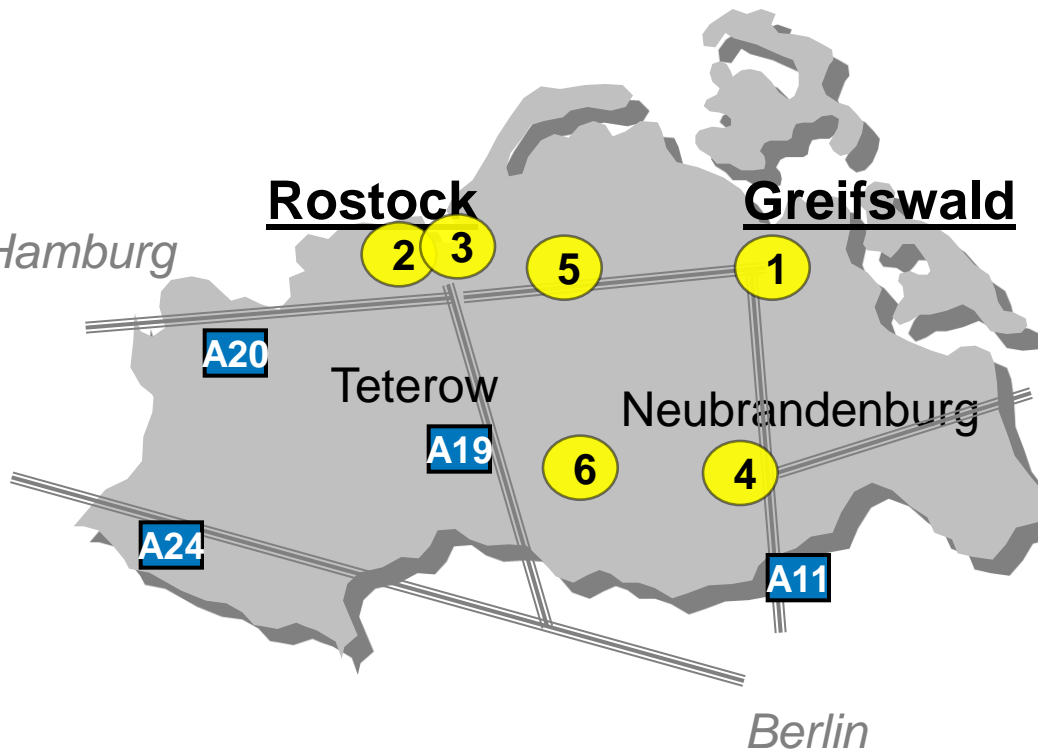 Rostock
Greifswald
Hamburg
2
3
5
1
A20
Teterow
Neubrandenburg
A19
6
4
A24
A11
Berlin